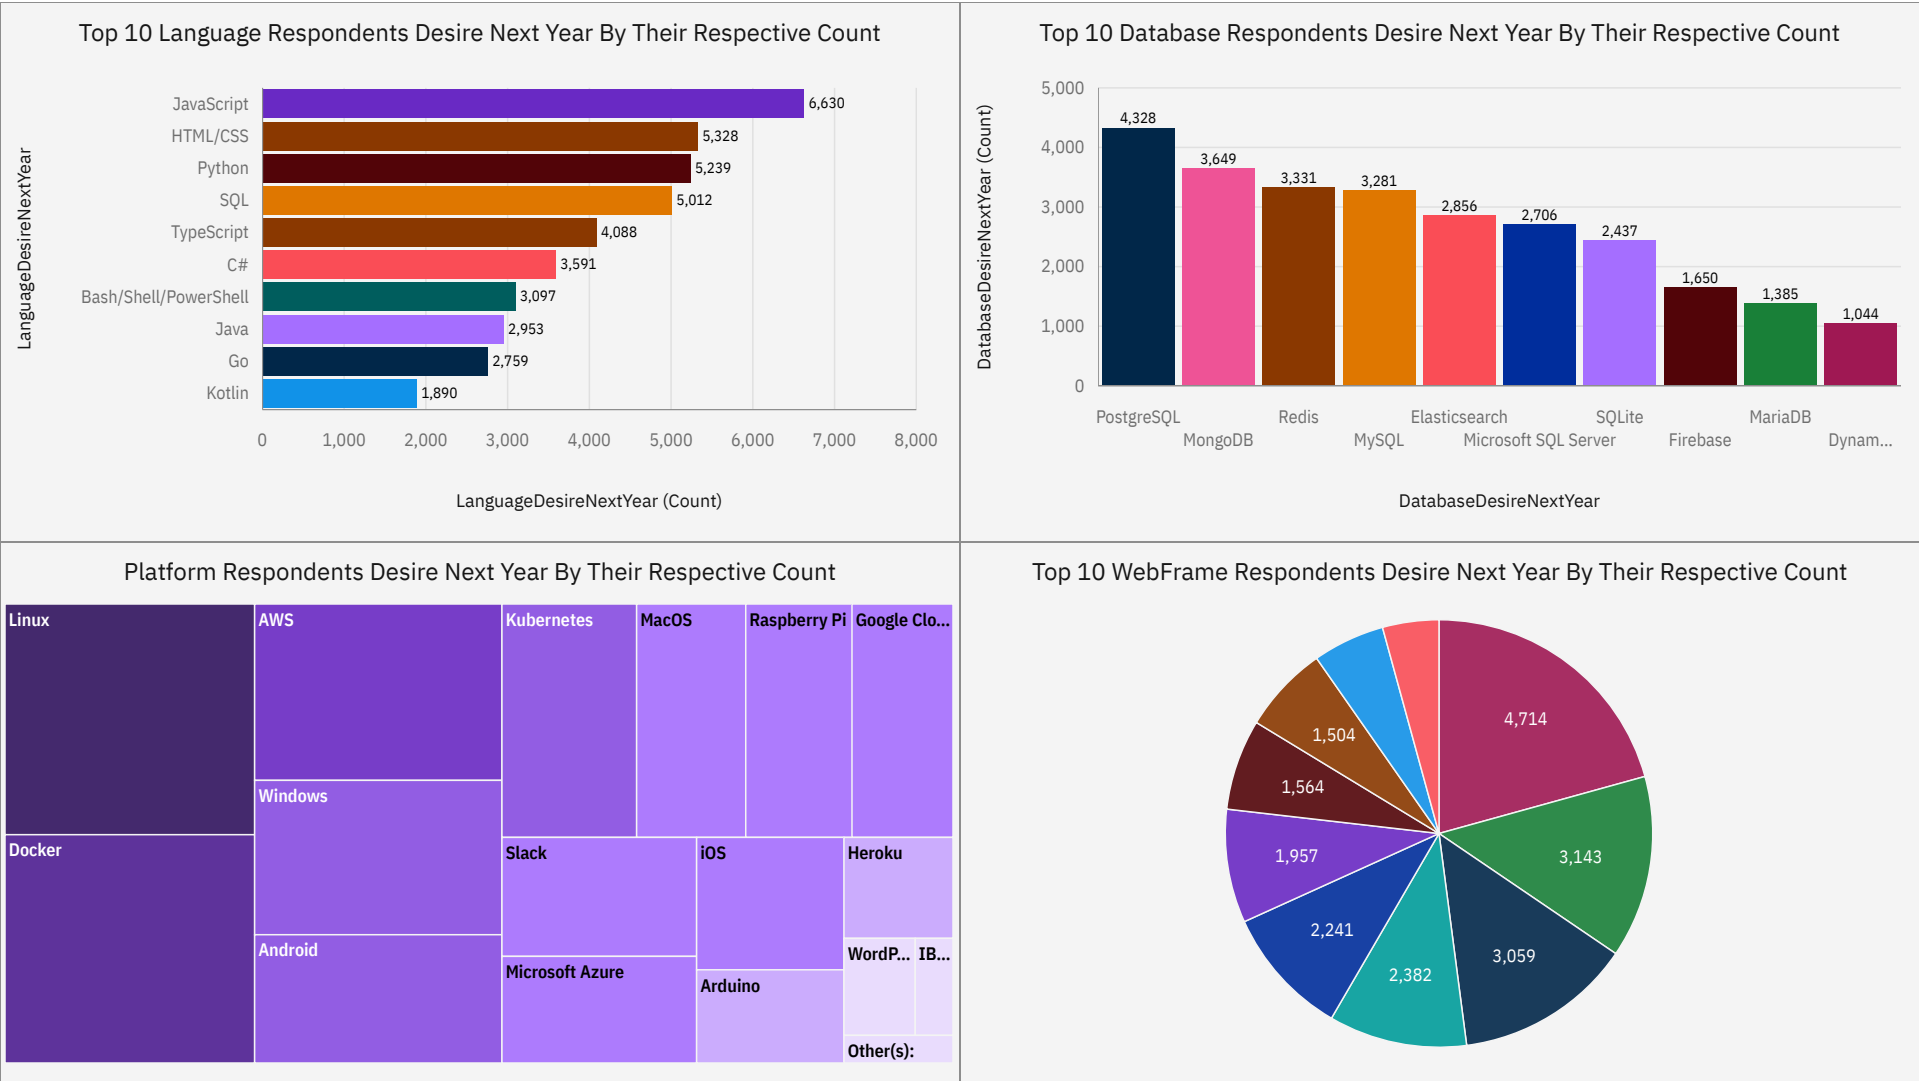 Top 10 Language Respondents Desire Next Year By Their Respective Count
LanguageDesireNextYear
JavaScript 6,630
HTML/CSS 5,328
Python 5,239
SQL 5,012
TypeScript 4,088
C# 3,591
Bash/Shell/PowerShell 3,097
Java 2,953
Go 2,759
Kotlin 1,890
0 1,000 2,000 3,000 4,000 5,000 6,000 7,000 8,000
LanguageDesireNextYear (Count)
Top 10 Database Respondents Desire Next Year By Their Respective Count
DatabaseDesireNextYear (Count)
5,000
4,000
3,000
2,000
1,000
0
4,328
3,649
3,331
3,281
2,856
2,706
2,437
1,650
1,385
1,044
PostgreSQL Redis Elasticsearch SQLite MariaDB
MongoDB MySQL Microsoft SQL Server Firebase Dynam...
DatabaseDesireNextYear
Platform Respondents Desire Next Year By Their Respective Count
Linux
Docker
AWS
Windows
Android
Kubernetes
MacOS
Raspberry Pi
Google Clo...
Slack
Microsoft Azure
iOS
Arduino
Heroku
WordP...
IB...
Other(s):
Top 10 WebFrame Respondents Desire Next Year By Their Respective Count
4,714
3,143
3,059
2,382
2,241
1,957
1,564
1,504